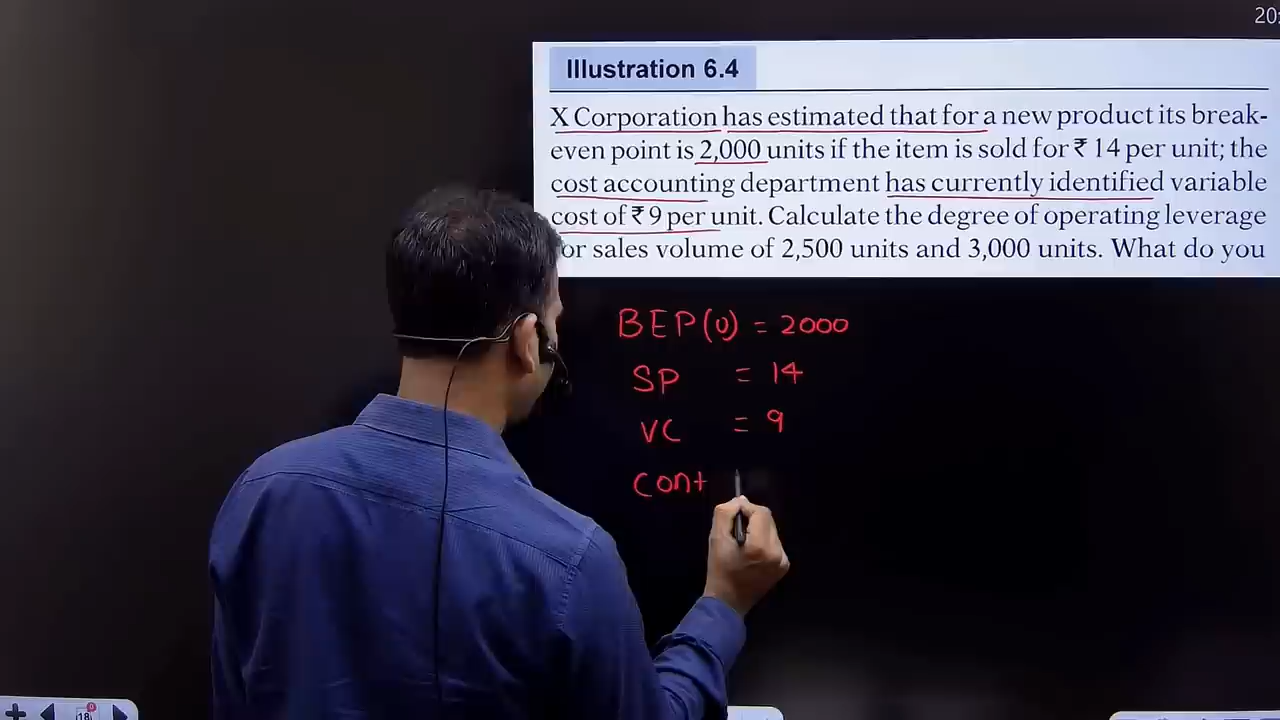 20:
Illustration 6.4
X Corporation has estimated that for a new product its break-
even point is 2,000 units if the item is sold for ₹ 14 per unit; the
cost accounting department has currently identified variable
cost of ₹ 9 per unit. Calculate the degree of operating leverage
or sales volume of 2,500 units and 3,000 units. What do you
BEP(U) = 2000
SP = 14
VC = 9
Cont
18